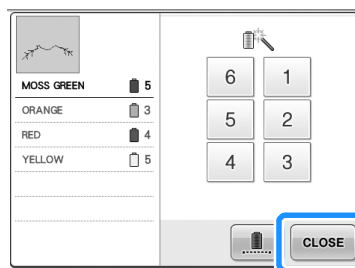 MOSS GREEN 5
ORANGE 3
RED 4
YELLOW 5
6 1
5 2
4 3
CLOSE